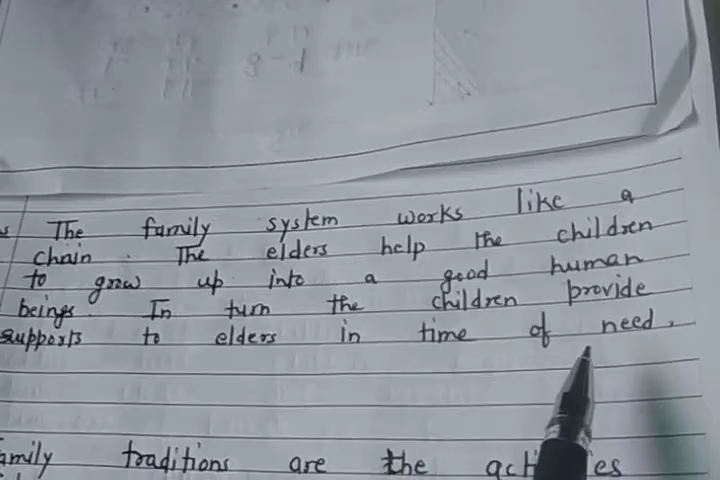 The family system works like a
chain. The elders help the children
to grow up into a good human
beings. In turn the children provide
supports to elders in time of need.
family traditions are the